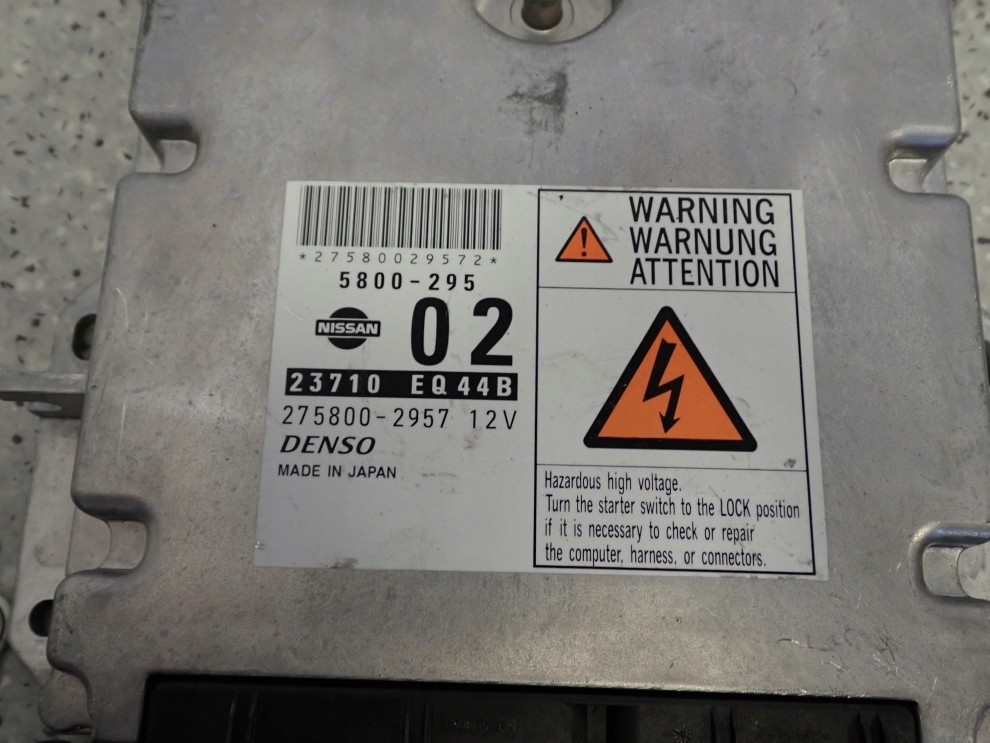 *27580029572*
5800-295
NISSAN
02
23710 EQ44B
275800-2957 12V
DENSO
MADE IN JAPAN
WARNING
WARNUNG
ATTENTION
Hazardous high voltage.
Turn the starter switch to the LOCK position
if it is necessary to check or repair
the computer, harness, or connectors.